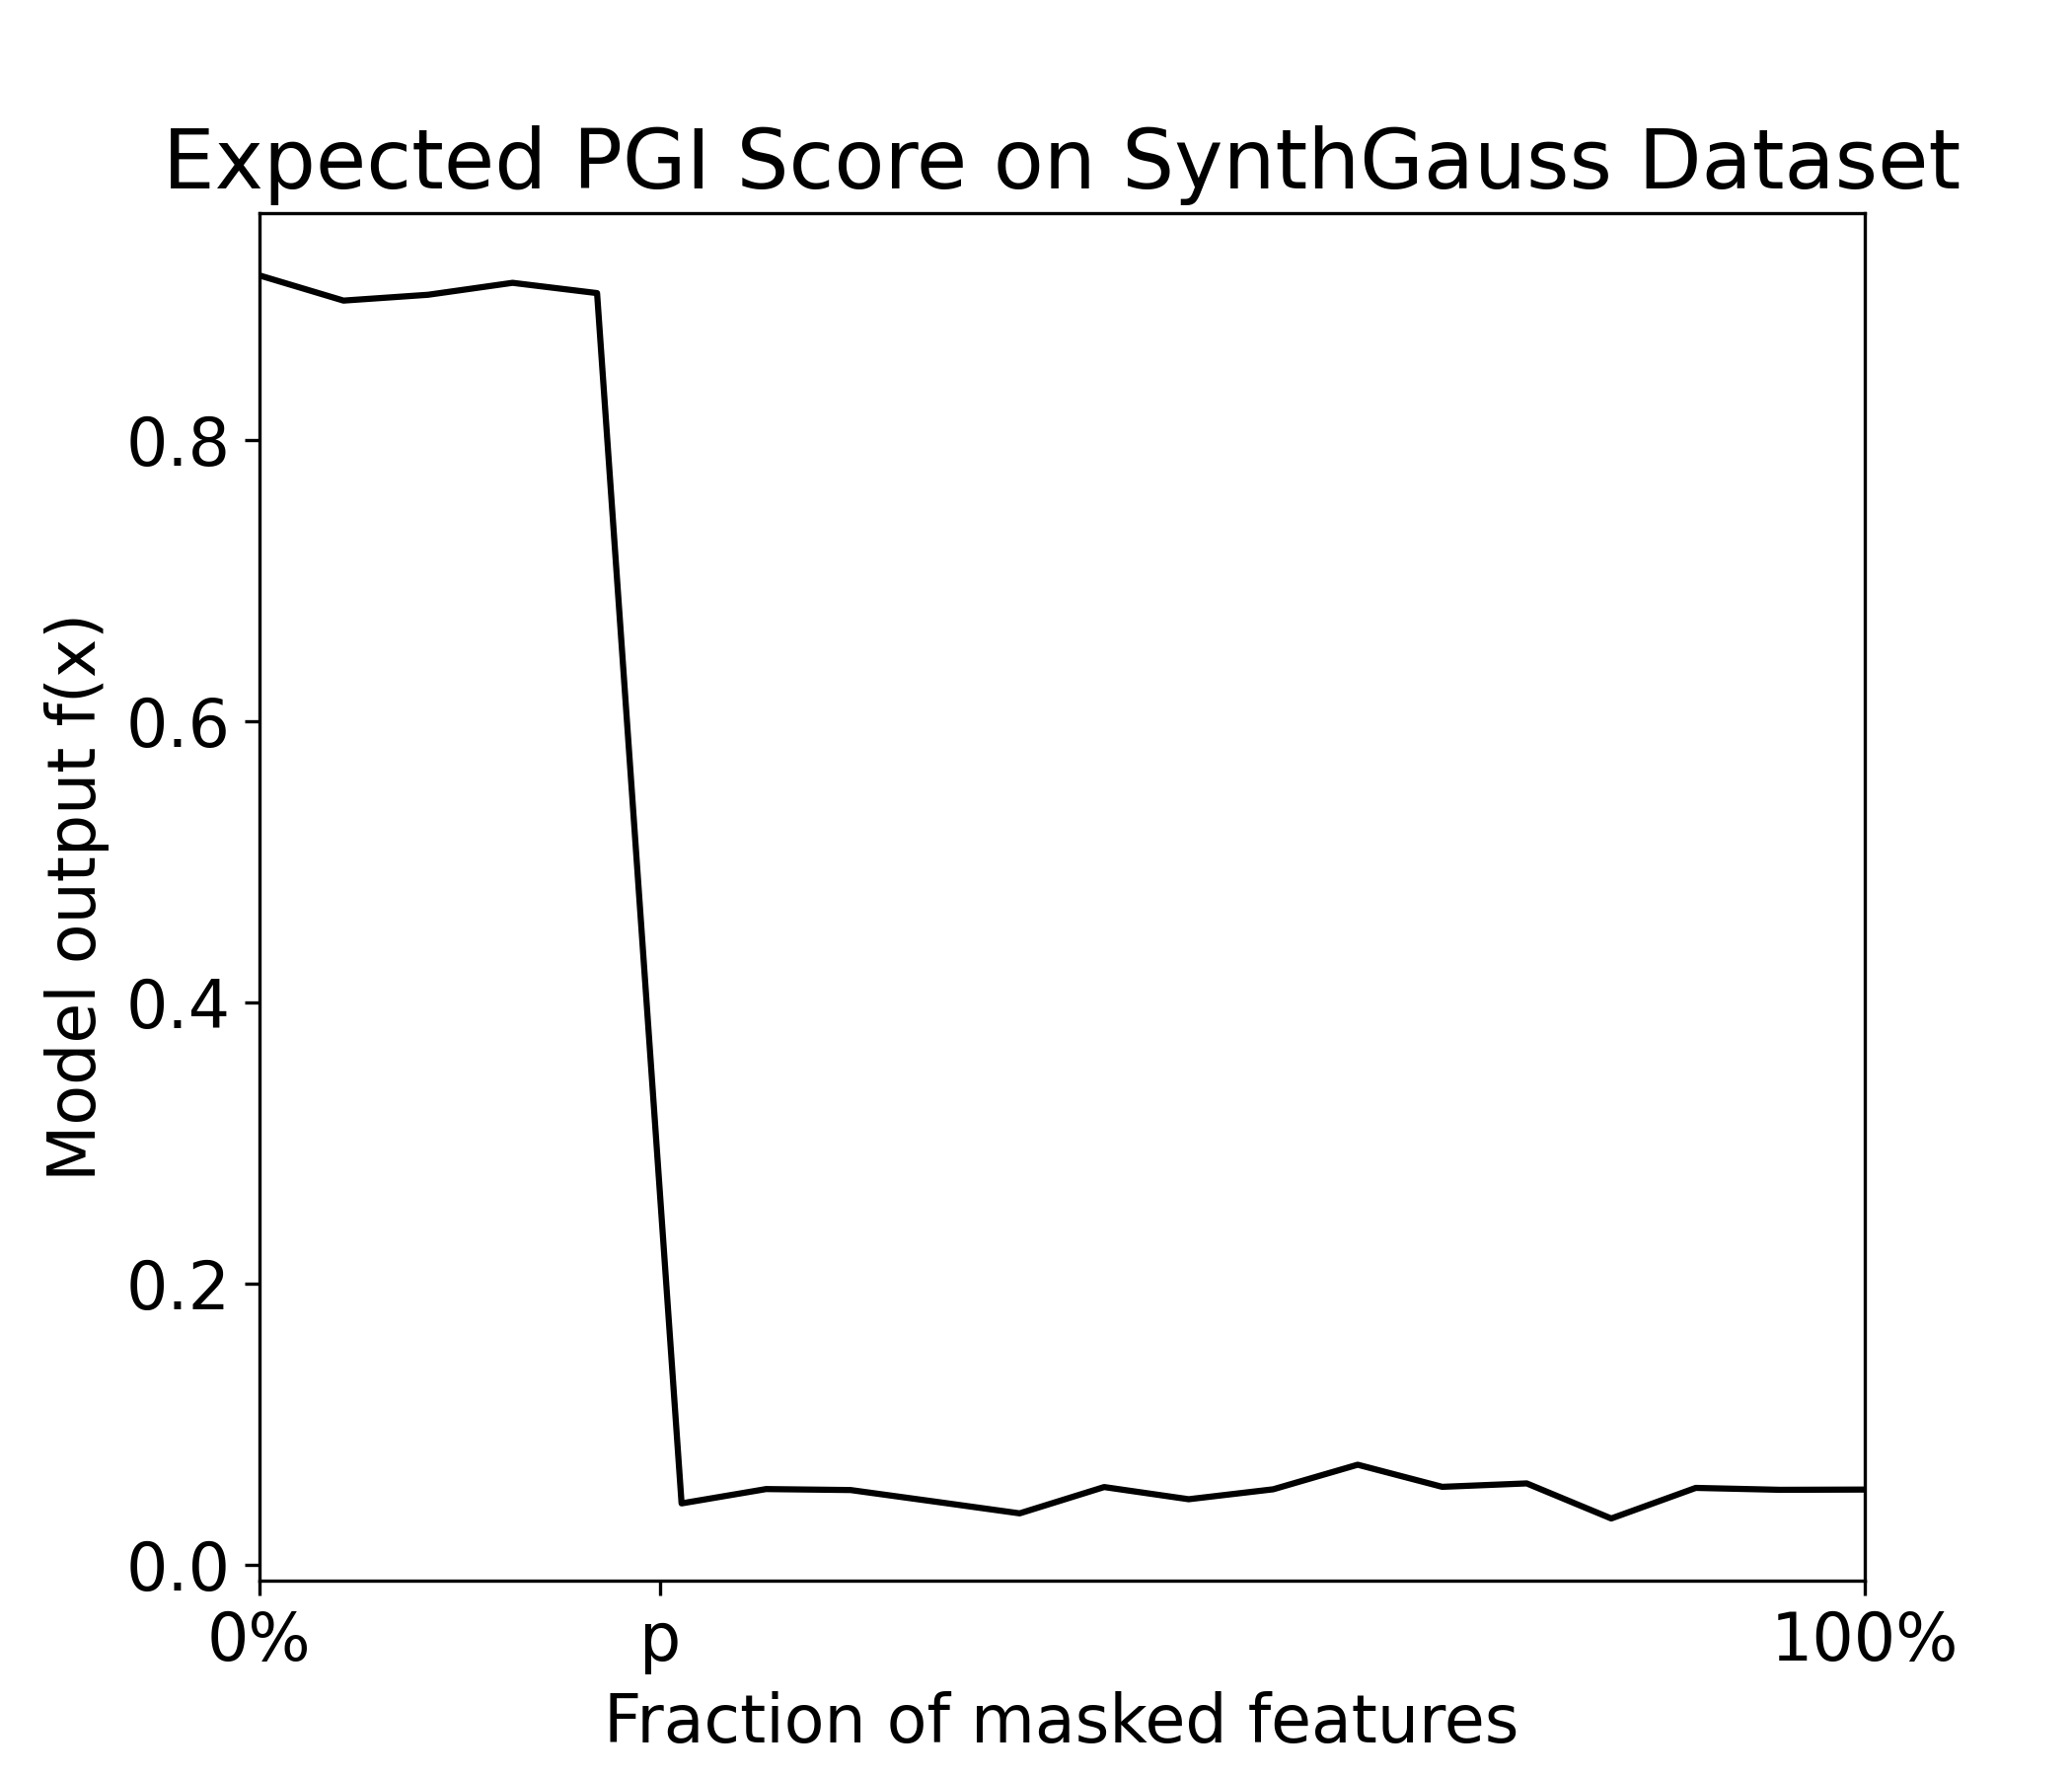 Expected PGI Score on SynthGauss Dataset
Model output f(x)
0.8
0.6
0.4
0.2
0.0
0% p 100%
Fraction of masked features